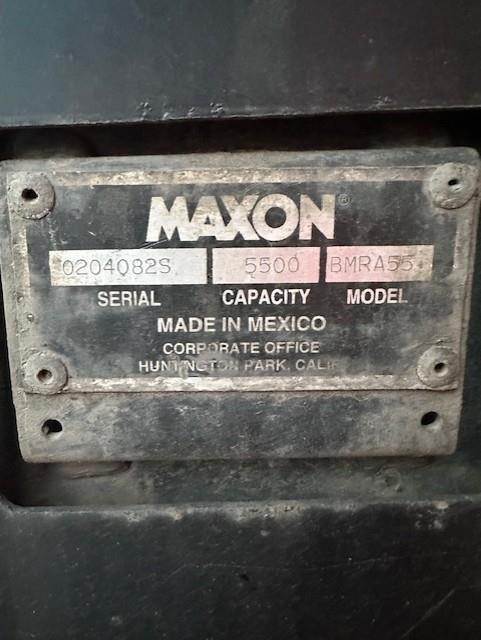 MAXON®
0204082S 5500 BMRA55
SERIAL CAPACITY MODEL
MADE IN MEXICO
CORPORATE OFFICE
HUNTINGTON PARK, CALIF